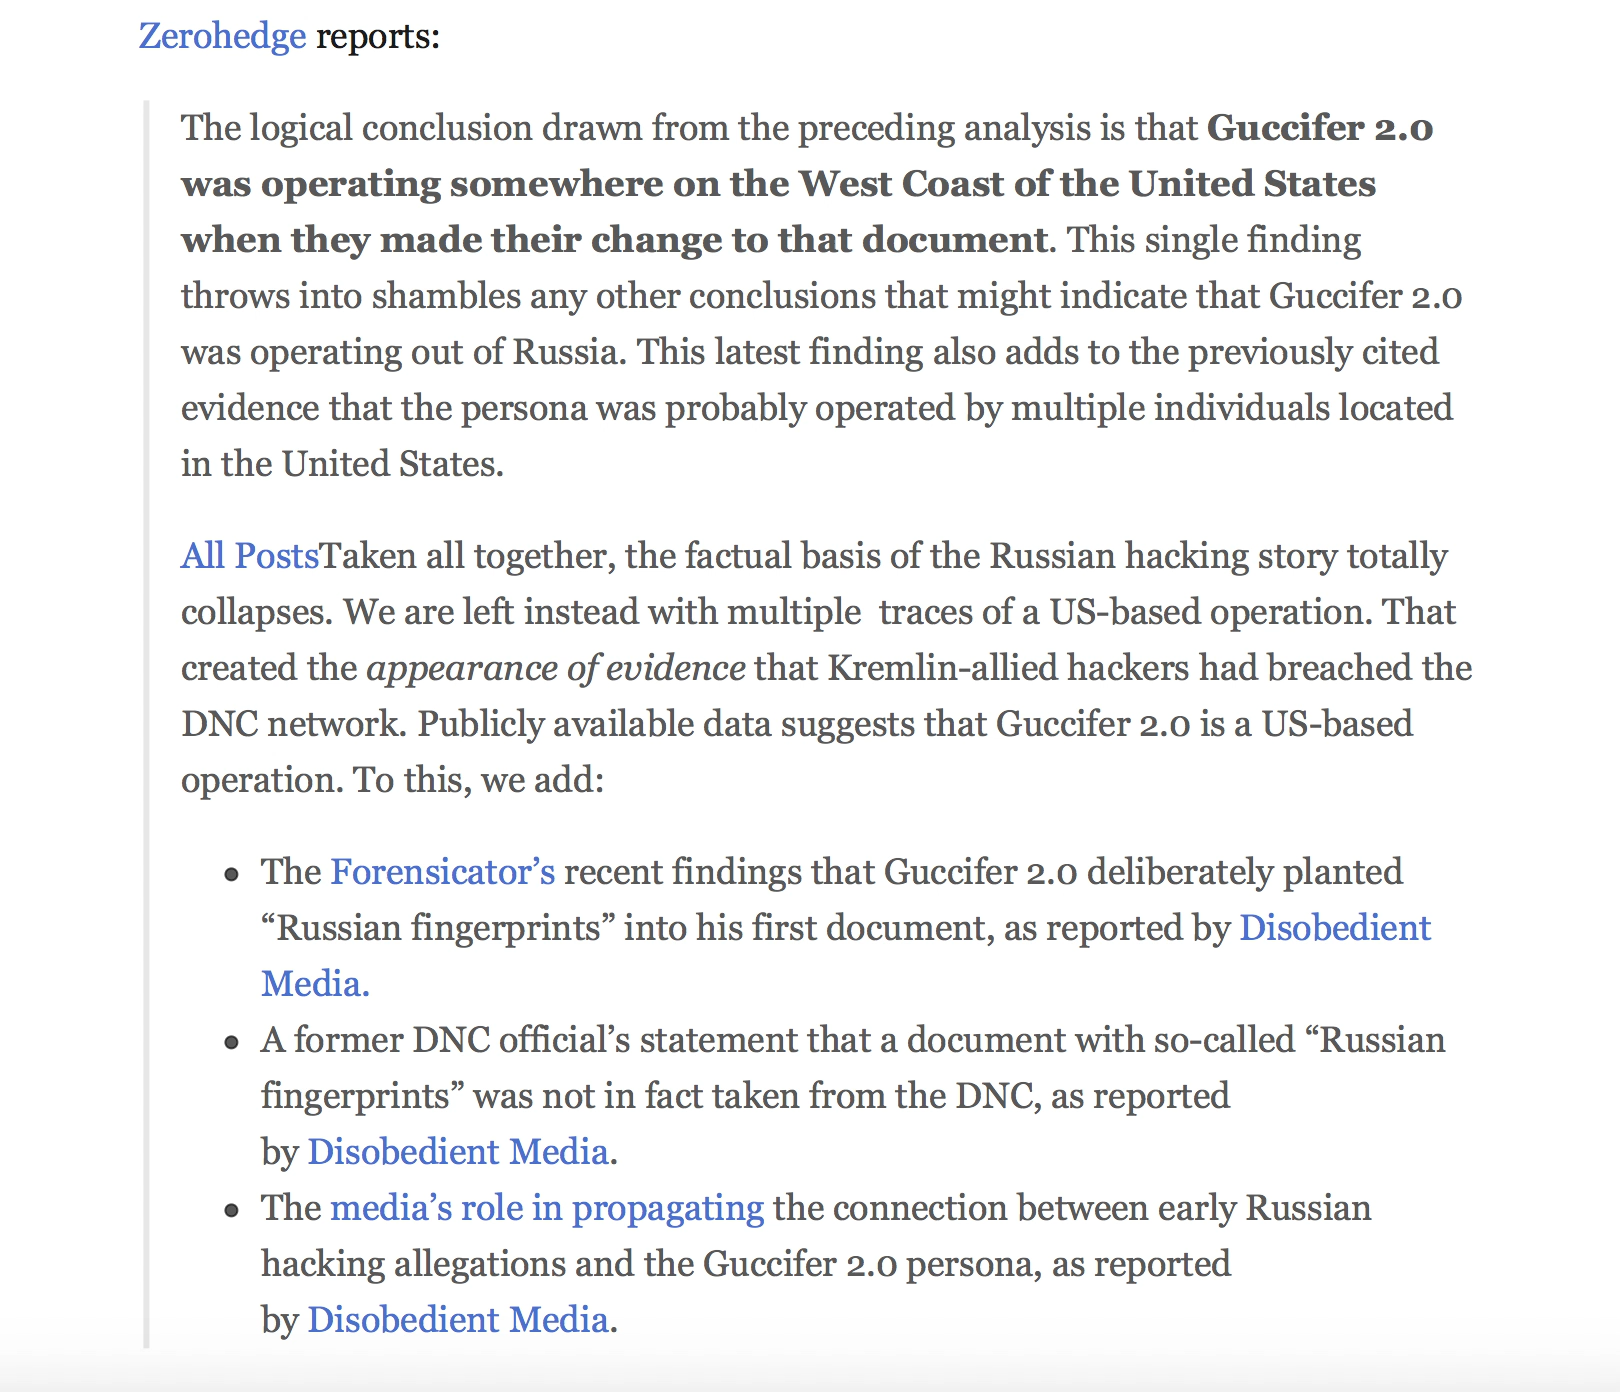 Zerohedge reports:
The logical conclusion drawn from the preceding analysis is that Guccifer 2.0
was operating somewhere on the West Coast of the United States
when they made their change to that document. This single finding
throws into shambles any other conclusions that might indicate that Guccifer 2.0
was operating out of Russia. This latest finding also adds to the previously cited
evidence that the persona was probably operated by multiple individuals located
in the United States.
All PostsTaken all together, the factual basis of the Russian hacking story totally
collapses. We are left instead with multiple  traces of a US-based operation. That
created the appearance of evidence that Kremlin-allied hackers had breached the
DNC network. Publicly available data suggests that Guccifer 2.0 is a US-based
operation. To this, we add:
• The Forensicator’s recent findings that Guccifer 2.0 deliberately planted
“Russian fingerprints” into his first document, as reported by Disobedient
Media.
• A former DNC official’s statement that a document with so-called “Russian
fingerprints” was not in fact taken from the DNC, as reported
by Disobedient Media.
• The media’s role in propagating the connection between early Russian
hacking allegations and the Guccifer 2.0 persona, as reported
by Disobedient Media.